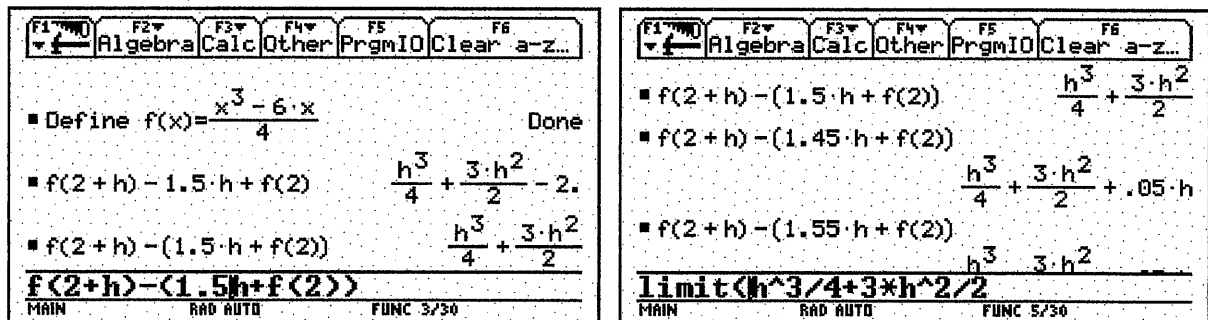 F1 F2 F3 F4 F5 F6
Algebra Calc Other PrgmIO Clear a-z…
▪ Define f(x)=(x^3 - 6·x)/4 Done
▪ f(2 + h) - 1.5·h + f(2) h^3/4 + 3·h^2/2 - 2.
▪ f(2 + h) - (1.5·h + f(2)) h^3/4 + 3·h^2/2
f(2+h)-(1.5h+f(2))
MAIN RAD AUTO FUNC 3/30
F1 F2 F3 F4 F5 F6
Algebra Calc Other PrgmIO Clear a-z…
▪ f(2 + h) - (1.5·h + f(2)) h^3/4 + 3·h^2/2
▪ f(2 + h) - (1.45·h + f(2))
h^3/4 + 3·h^2/2 + .05·h
▪ f(2 + h) - (1.55·h + f(2))
h^3 3·h^2
limit(h^3/4+3*h^2/2
MAIN RAD AUTO FUNC 5/30